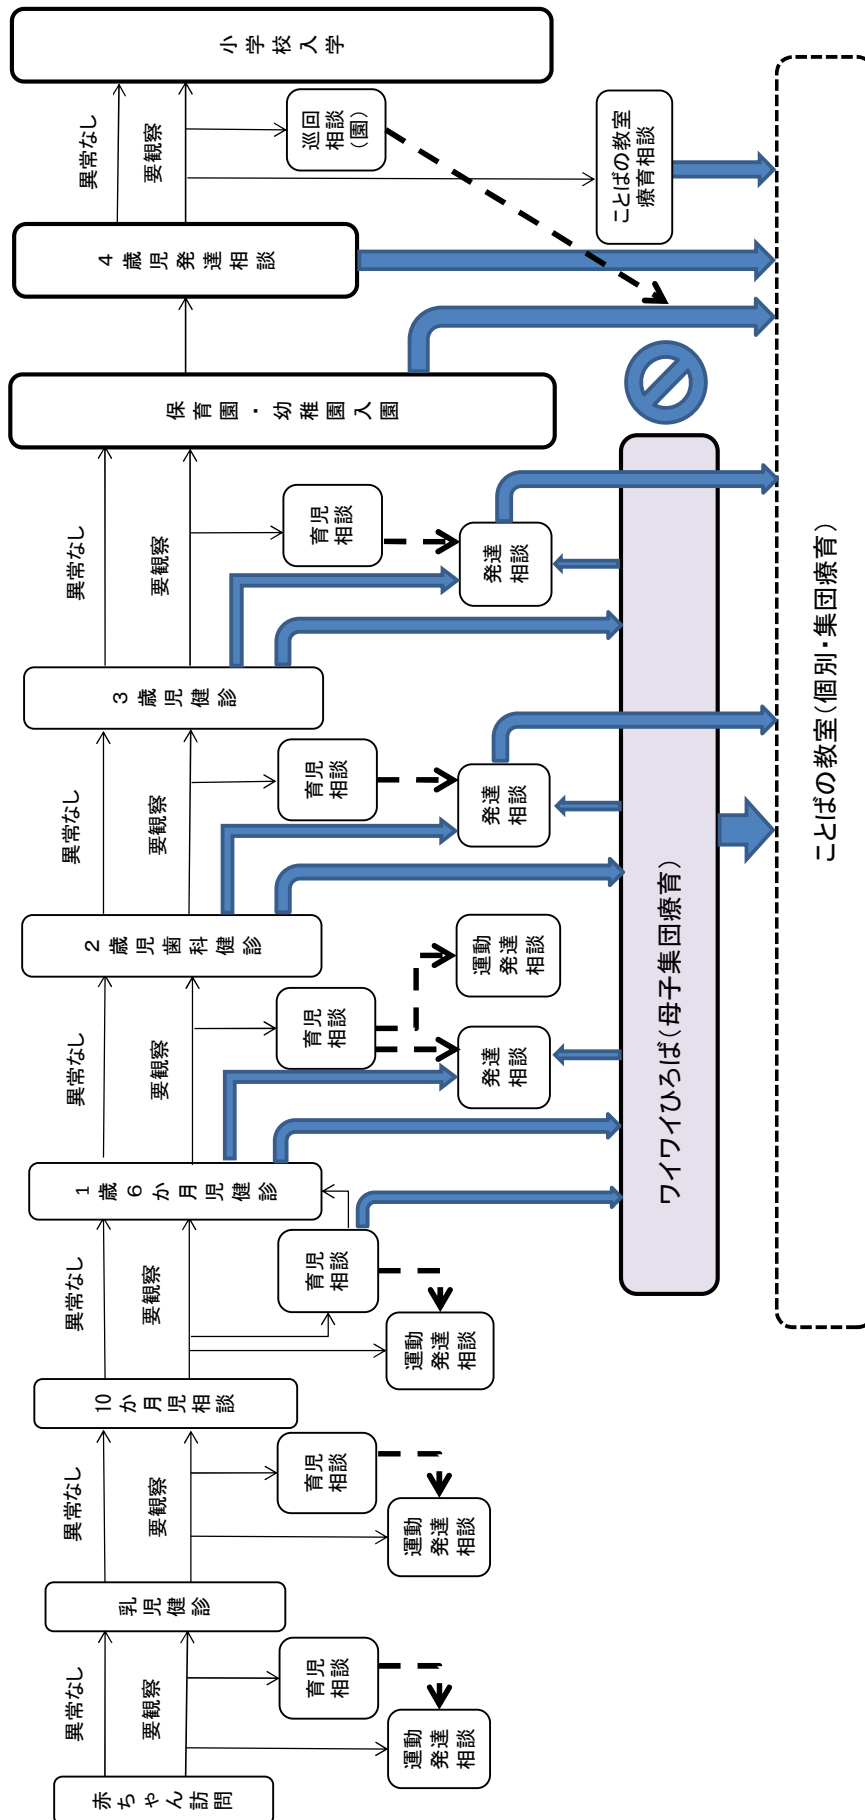 赤ちゃん訪問
異常なし
要観察
育児
相談
運動
発達
相談
乳児健診
異常なし
要観察
育児
相談
運動
発達
相談
10か月児相談
異常なし
要観察
育児
相談
運動
発達
相談
1歳6か月児健診
異常なし
要観察
育児
相談
発達
相談
運動
発達
相談
2歳児歯科健診
異常なし
要観察
育児
相談
発達
相談
3歳児健診
異常なし
要観察
育児
相談
発達
相談
保育園・幼稚園入園
4歳児発達相談
異常なし
要観察
巡回
相談
（園）
ことばの教室
療育相談
小学校入学
ワイワイひろば（母子集団療育）
ことばの教室（個別・集団療育）